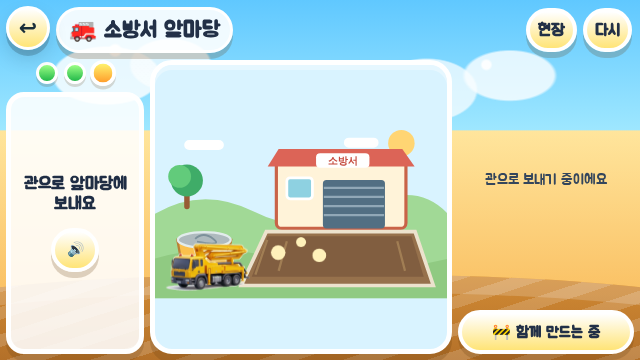 소방서 앞마당
현장
다시
관으로 앞마당에
보내요
소방서
관으로 보내기 중이에요
함께 만드는 중